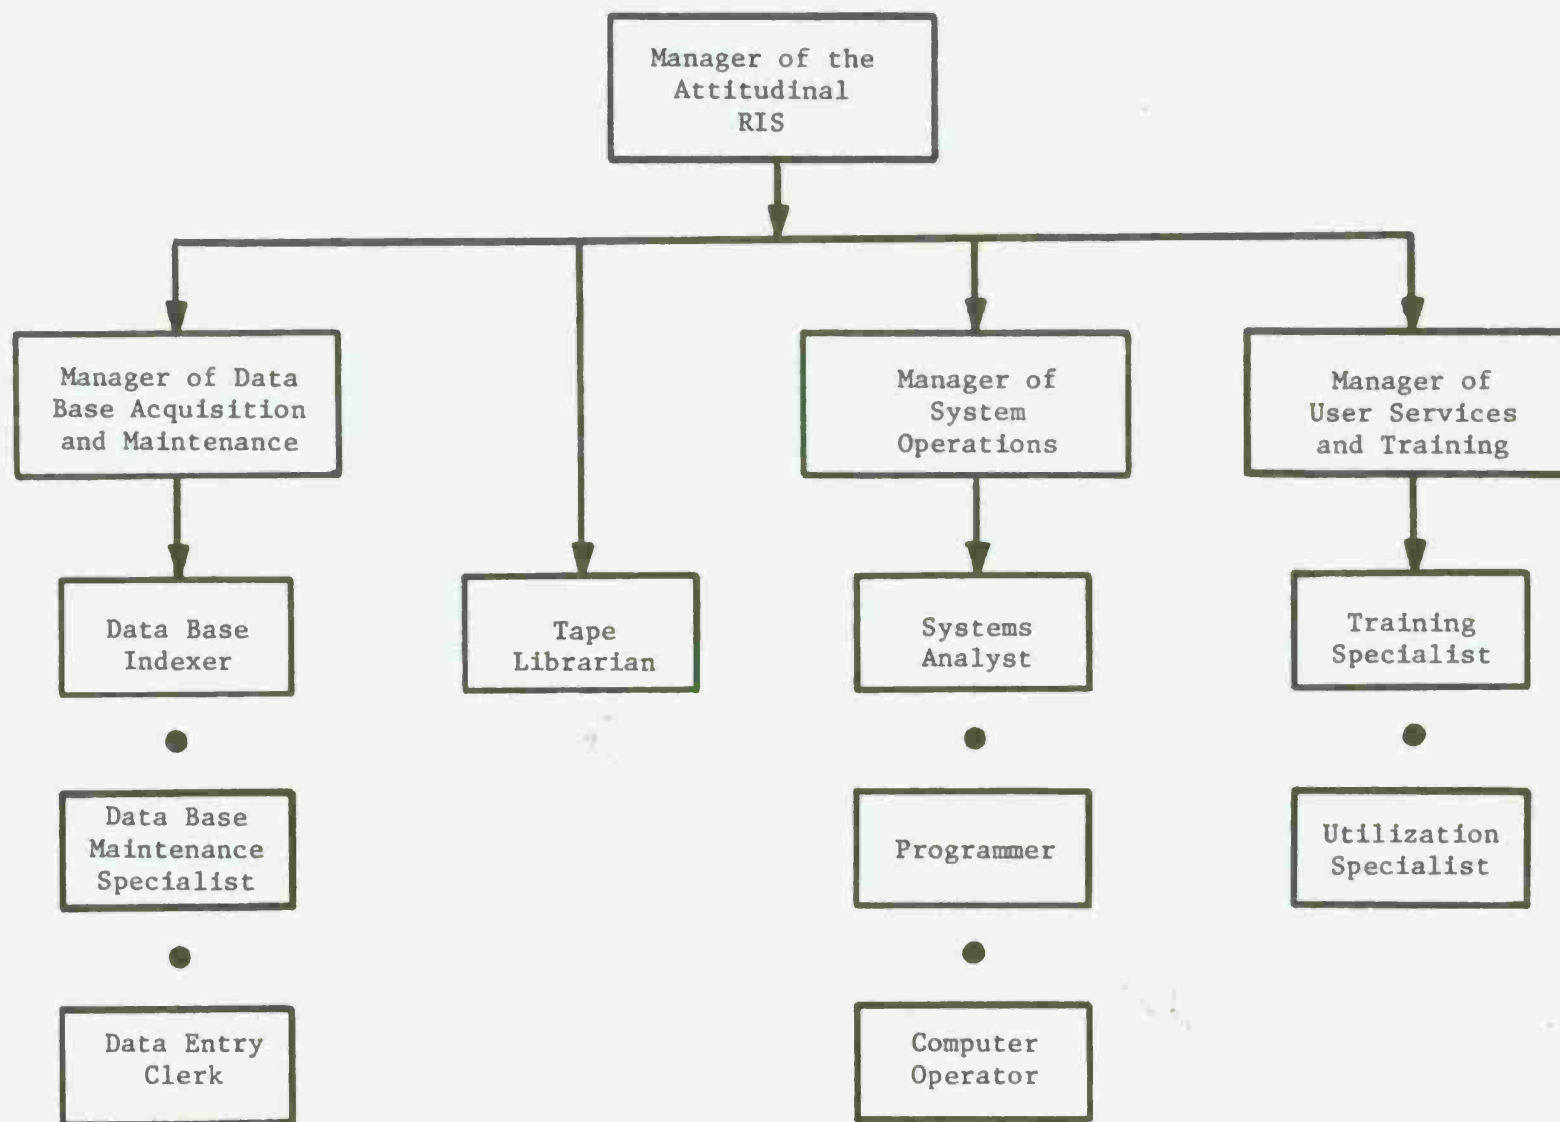 Manager of the
Attitudinal
RIS
Manager of Data
Base Acquisition
and Maintenance
Manager of
System
Operations
Manager of
User Services
and Training
Data Base
Indexer
Tape
Librarian
Systems
Analyst
Training
Specialist
Data Base
Maintenance
Specialist
Programmer
Utilization
Specialist
Data Entry
Clerk
Computer
Operator